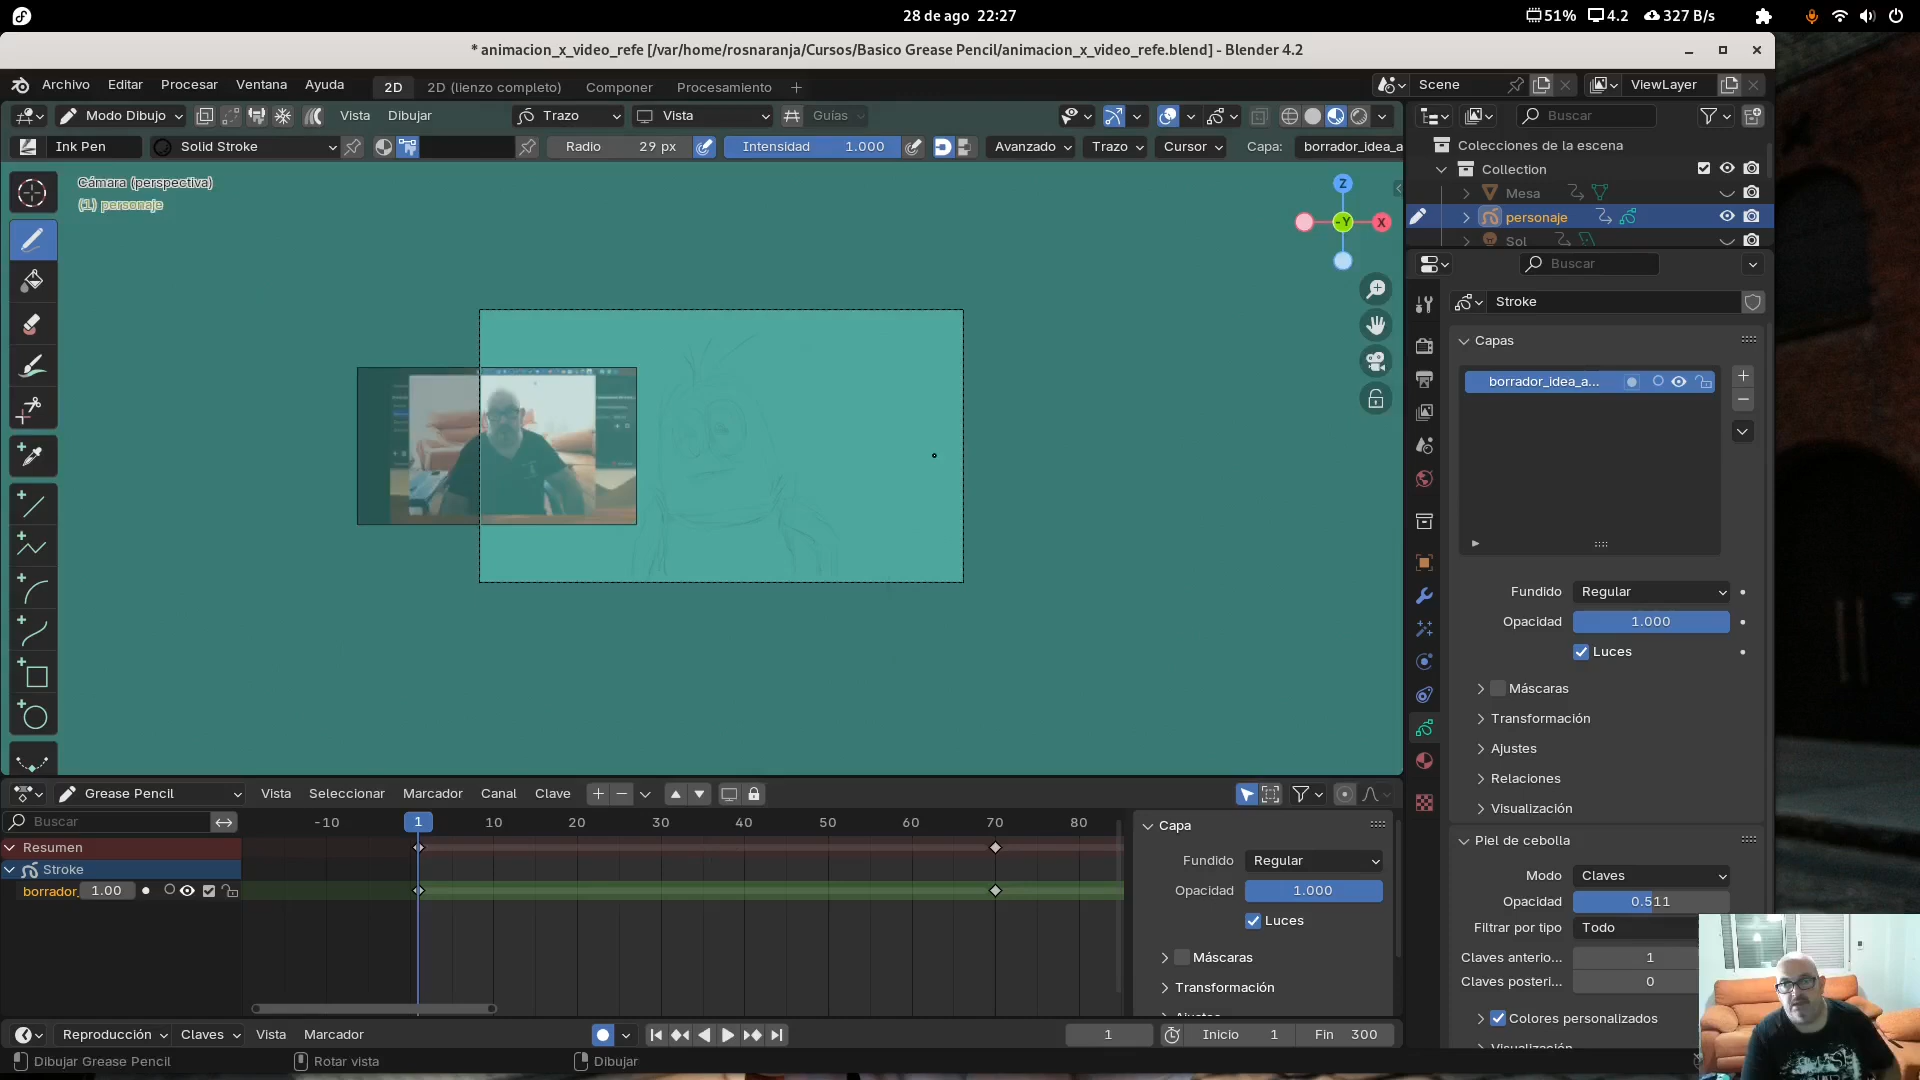 28 de ago 22:27
51% 4.2 327 B/s
* animacion_x_video_refe [/var/home/rosnaranja/Cursos/Basico Grease Pencil/animacion_x_video_refe.blend] - Blender 4.2
Archivo Editar Procesar Ventana Ayuda 2D 2D (lienzo completo) Componer Procesamiento + Scene ViewLayer
Modo Dibujo Vista Dibujar Trazo Vista Guías Buscar
Ink Pen Solid Stroke Radio 29 px Intensidad 1.000 Avanzado Trazo Cursor Capa: borrador_idea_a
Colecciones de la escena
Collection
Mesa
personaje
Sol
Cámara (perspectiva)
(1) personaje
Z
-Y
X
Buscar
Stroke
Capas
borrador_idea_a...
Fundido Regular
Opacidad 1.000
Luces
Máscaras
Transformación
Ajustes
Relaciones
Visualización
Piel de cebolla
Modo Claves
Opacidad 0.511
Filtrar por tipo Todo
Claves anterio... 1
Claves posteri... 0
Colores personalizados
Visualización
Grease Pencil Vista Seleccionar Marcador Canal Clave
Buscar -10 1 10 20 30 40 50 60 70 80
Resumen
Stroke
borrador_ 1.00
Capa
Fundido Regular
Opacidad 1.000
Luces
Máscaras
Transformación
Ajustes
Reproducción Claves Vista Marcador 1 Inicio 1 Fin 300
Dibujar Grease Pencil Rotar vista Dibujar